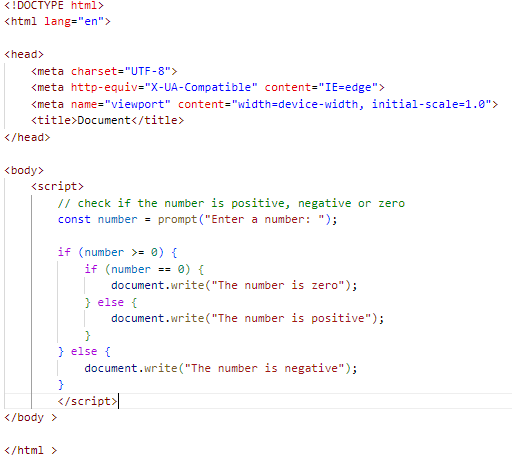 <!DOCTYPE html>
<html lang="en">
<head>
<meta charset="UTF-8">
<meta http-equiv="X-UA-Compatible" content="IE=edge">
<meta name="viewport" content="width=device-width, initial-scale=1.0">
<title>Document</title>
</head>
<body>
<script>
// check if the number is positive, negative or zero
const number = prompt("Enter a number: ");
if (number >= 0) {
if (number == 0) {
document.write("The number is zero");
} else {
document.write("The number is positive");
}
} else {
document.write("The number is negative");
}
</script>
</body >
</html >